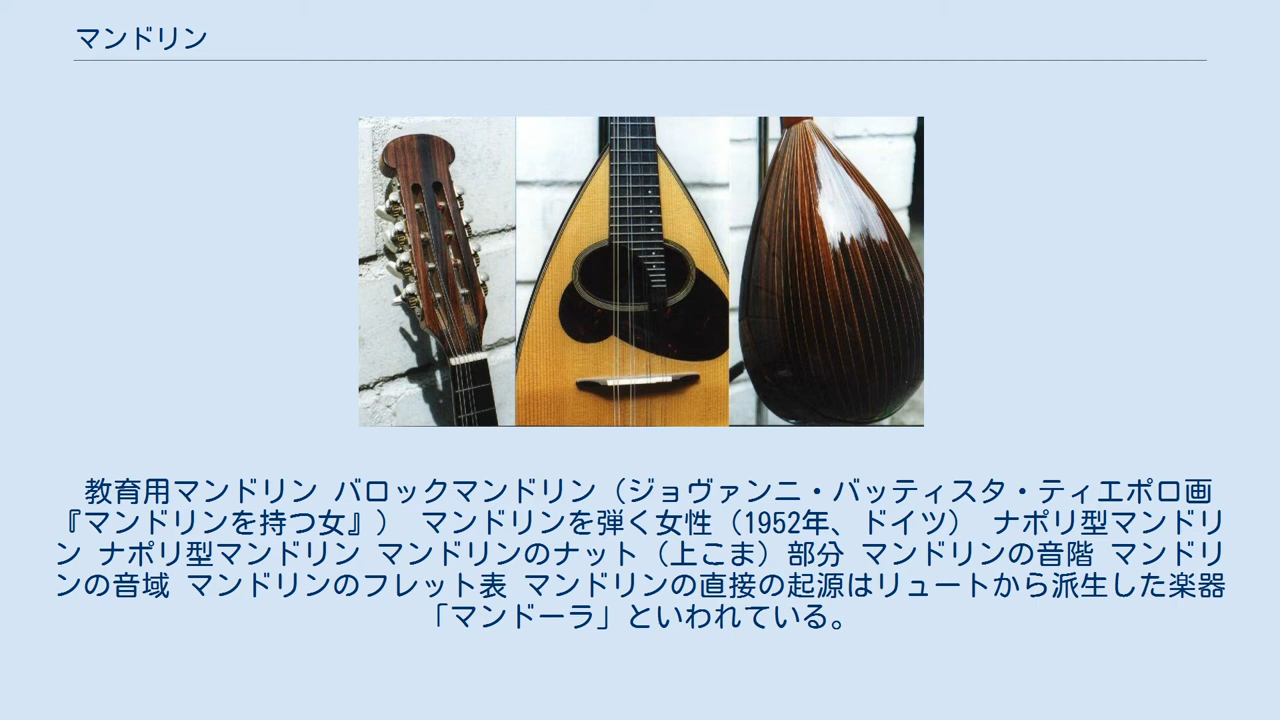 マンドリン
教育用マンドリン バロックマンドリン（ジョヴァンニ・バッティスタ・ティエポロ画
『マンドリンを持つ女』） マンドリンを弾く女性（1952年、ドイツ） ナポリ型マンドリ
ン ナポリ型マンドリン マンドリンのナット（上こま）部分 マンドリンの音階 マンドリ
ンの音域 マンドリンのフレット表 マンドリンの直接の起源はリュートから派生した楽器
「マンドーラ」といわれている。